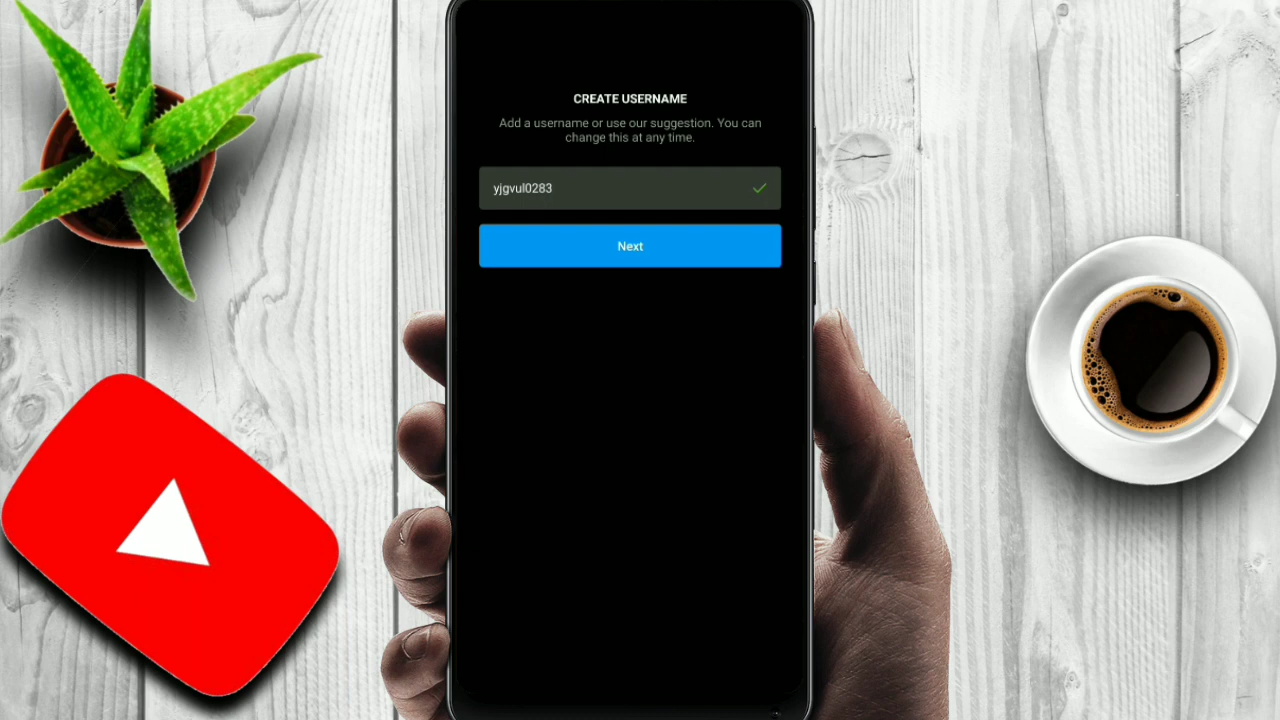 CREATE USERNAME
Add a username or use our suggestion. You can
change this at any time.
yjgvul0283
Next